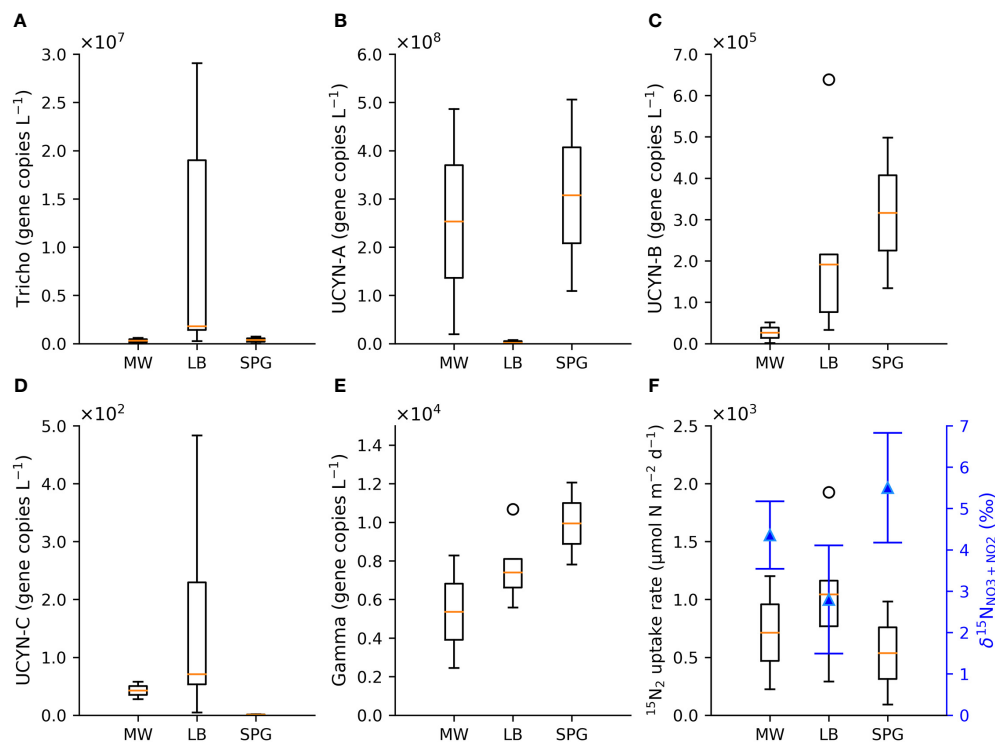 A
×10⁷
Tricho (gene copies L⁻¹)
3.0
2.5
2.0
1.5
1.0
0.5
0.0
MW LB SPG
B
×10⁸
UCYN-A (gene copies L⁻¹)
6.0
5.0
4.0
3.0
2.0
1.0
0.0
MW LB SPG
C
×10⁵
UCYN-B (gene copies L⁻¹)
7.0
6.0
5.0
4.0
3.0
2.0
1.0
0.0
MW LB SPG
D
×10²
UCYN-C (gene copies L⁻¹)
5.0
4.0
3.0
2.0
1.0
0.0
MW LB SPG
E
×10⁴
Gamma (gene copies L⁻¹)
1.4
1.2
1.0
0.8
0.6
0.4
0.2
0.0
MW LB SPG
F
×10³
¹⁵N₂ uptake rate (μmol N m⁻² d⁻¹)
2.5
2.0
1.5
1.0
0.5
0.0
MW LB SPG
7
6
5
4
3
2
1
0
δ¹⁵N_NO3+NO2 (‰)